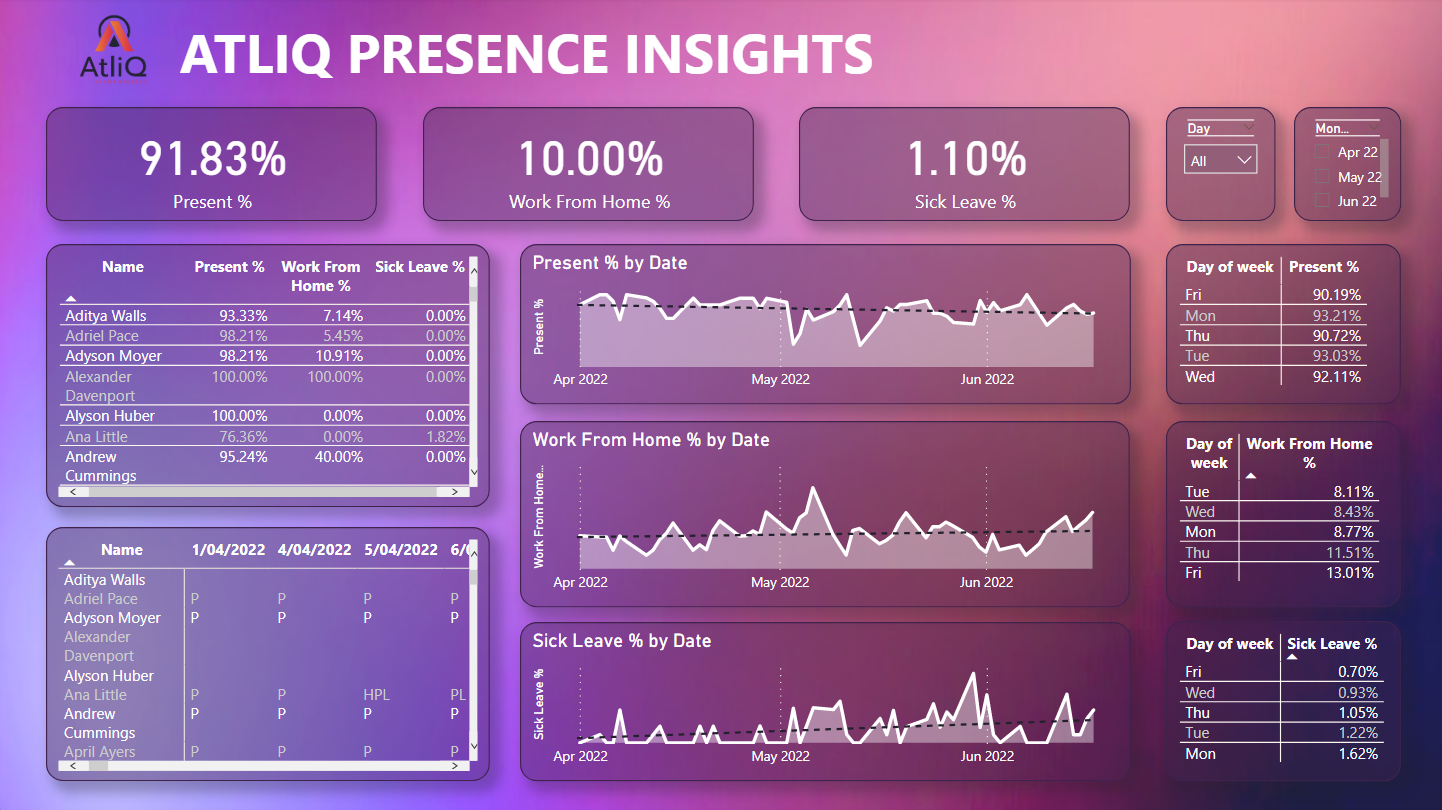 AtliQ
ATLIQ PRESENCE INSIGHTS
91.83%
Present %
10.00%
Work From Home %
1.10%
Sick Leave %
Day
All
Mon...
Apr 22
May 22
Jun 22
Name Present % Work From Home % Sick Leave %
Aditya Walls 93.33% 7.14% 0.00%
Adriel Pace 98.21% 5.45% 0.00%
Adyson Moyer 98.21% 10.91% 0.00%
Alexander 100.00% 100.00% 0.00%
Davenport
Alyson Huber 100.00% 0.00% 0.00%
Ana Little 76.36% 0.00% 1.82%
Andrew 95.24% 40.00% 0.00%
Cummings
Present % by Date
Present %
Apr 2022 May 2022 Jun 2022
Day of week Present %
Fri 90.19%
Mon 93.21%
Thu 90.72%
Tue 93.03%
Wed 92.11%
Work From Home % by Date
Work From Home...
Apr 2022 May 2022 Jun 2022
Day of week Work From Home %
Tue 8.11%
Wed 8.43%
Mon 8.77%
Thu 11.51%
Fri 13.01%
Name 1/04/2022 4/04/2022 5/04/2022 6/0
Aditya Walls
Adriel Pace P P P P
Adyson Moyer P P P P
Alexander
Davenport
Alyson Huber
Ana Little P P HPL PL
Andrew P P P P
Cummings
April Ayers P P P P
Sick Leave % by Date
Sick Leave %
Apr 2022 May 2022 Jun 2022
Day of week Sick Leave %
Fri 0.70%
Wed 0.93%
Thu 1.05%
Tue 1.22%
Mon 1.62%